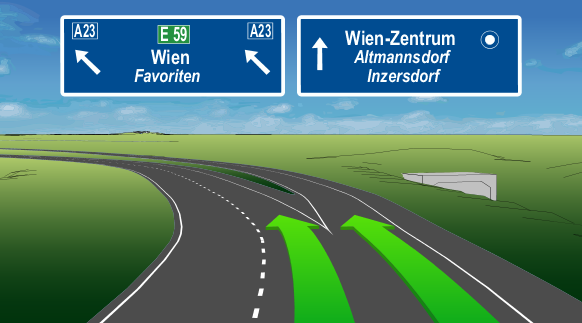 A23 E 59 A23
Wien
Favoriten
Wien-Zentrum
Altmannsdorf
Inzersdorf